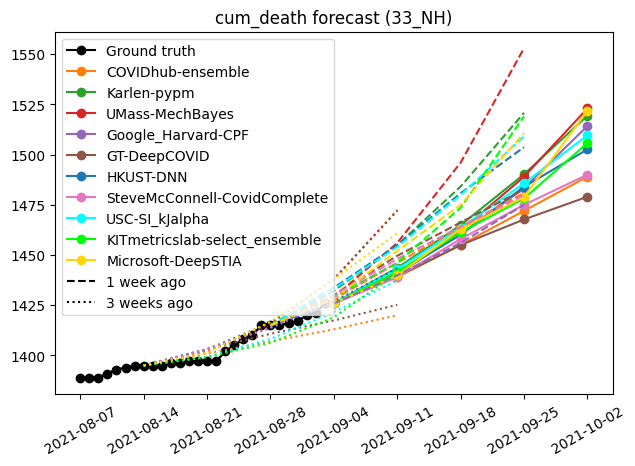 cum_death forecast (33_NH)
1550
1525
1500
1475
1450
1425
1400
Ground truth
COVIDhub-ensemble
Karlen-pypm
UMass-MechBayes
Google_Harvard-CPF
GT-DeepCOVID
HKUST-DNN
SteveMcConnell-CovidComplete
USC-SI_kJalpha
KITmetricslab-select_ensemble
Microsoft-DeepSTIA
1 week ago
3 weeks ago
2021-08-07
2021-08-14
2021-08-21
2021-08-28
2021-09-04
2021-09-11
2021-09-18
2021-09-25
2021-10-02